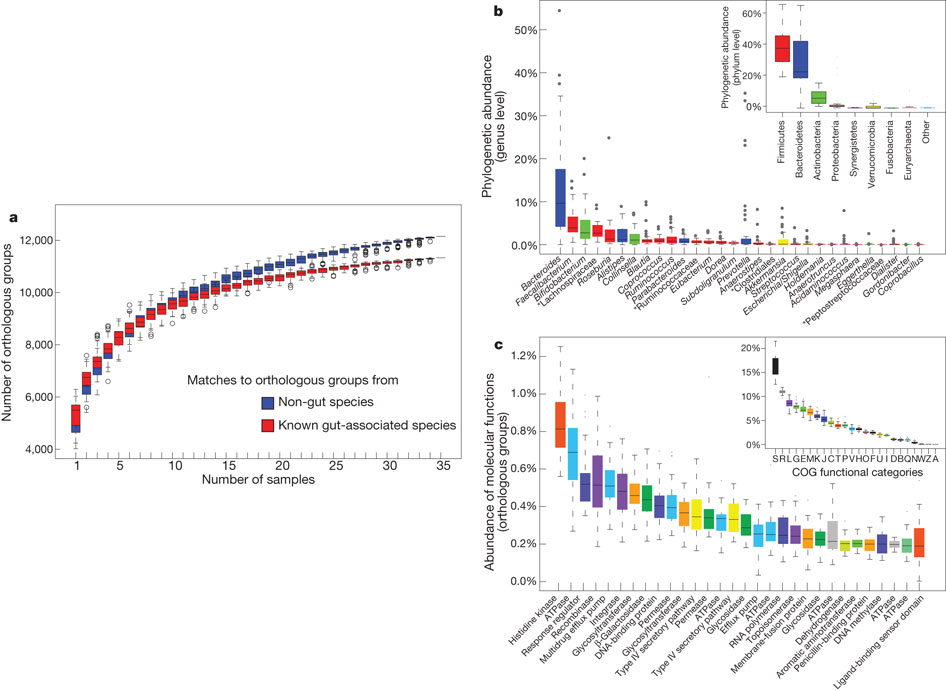 a
Number of orthologous groups
12,000
10,000
8,000
6,000
4,000
Matches to orthologous groups from
Non-gut species
Known gut-associated species
1
5
10
15
20
25
30
35
Number of samples
b
Phylogenetic abundance
(genus level)
50%
40%
30%
20%
10%
0.0%
Bacteroides
Faecalibacterium
Bifidobacterium
*Lachnospiraceae
Roseburia
Alistipes
Collinsella
Blautia
Coprococcus
Ruminococcus
Parabacteroides
*Ruminococcaceae
Eubacterium
Dorea
Subdoligranulum
Prevotella
Anaerostipes
*Clostridiales
Akkermansia
Streptococcus
Escherichia/Shigella
Holdemania
Anaerotruncus
Acidaminococcus
Megasphaera
Eggerthella
*Peptostreptococcaceae
Dialister
Gordonibacter
Coprobacillus
Phylogenetic abundance
(phylum level)
60%
40%
20%
0%
Firmicutes
Bacteroidetes
Actinobacteria
Proteobacteria
Synergistetes
Verrucomicrobia
Fusobacteria
Euryarchaeota
Other
c
Abundance of molecular functions
(orthologous groups)
1.2%
1.0%
0.8%
0.6%
0.4%
0.2%
0.0%
Histidine kinase
ATPase
Response regulator
Recombinase
Multidrug efflux pump
Integrase
Glycosyltransferase
β-Galactodidase
DNA-binding protein
Permease
Glycosyltransferase
Type IV secretory pathway
Permease
ATPase
Type IV secretory pathway
Glycosidase
Efflux pump
ATPase
RNA polymerase
Topoisomerase
Membrane-fusion protein
Glycosidase
ATPase
Dehydrogenase
Aromatic aminotransferase
Penicillin-binding protein
DNA methylase
ATPase
ATPase
Ligand-binding sensor domain
20%
15%
10%
5%
0%
SRLGEMKJCTPVHOFUIDBQNWZA
COG functional categories